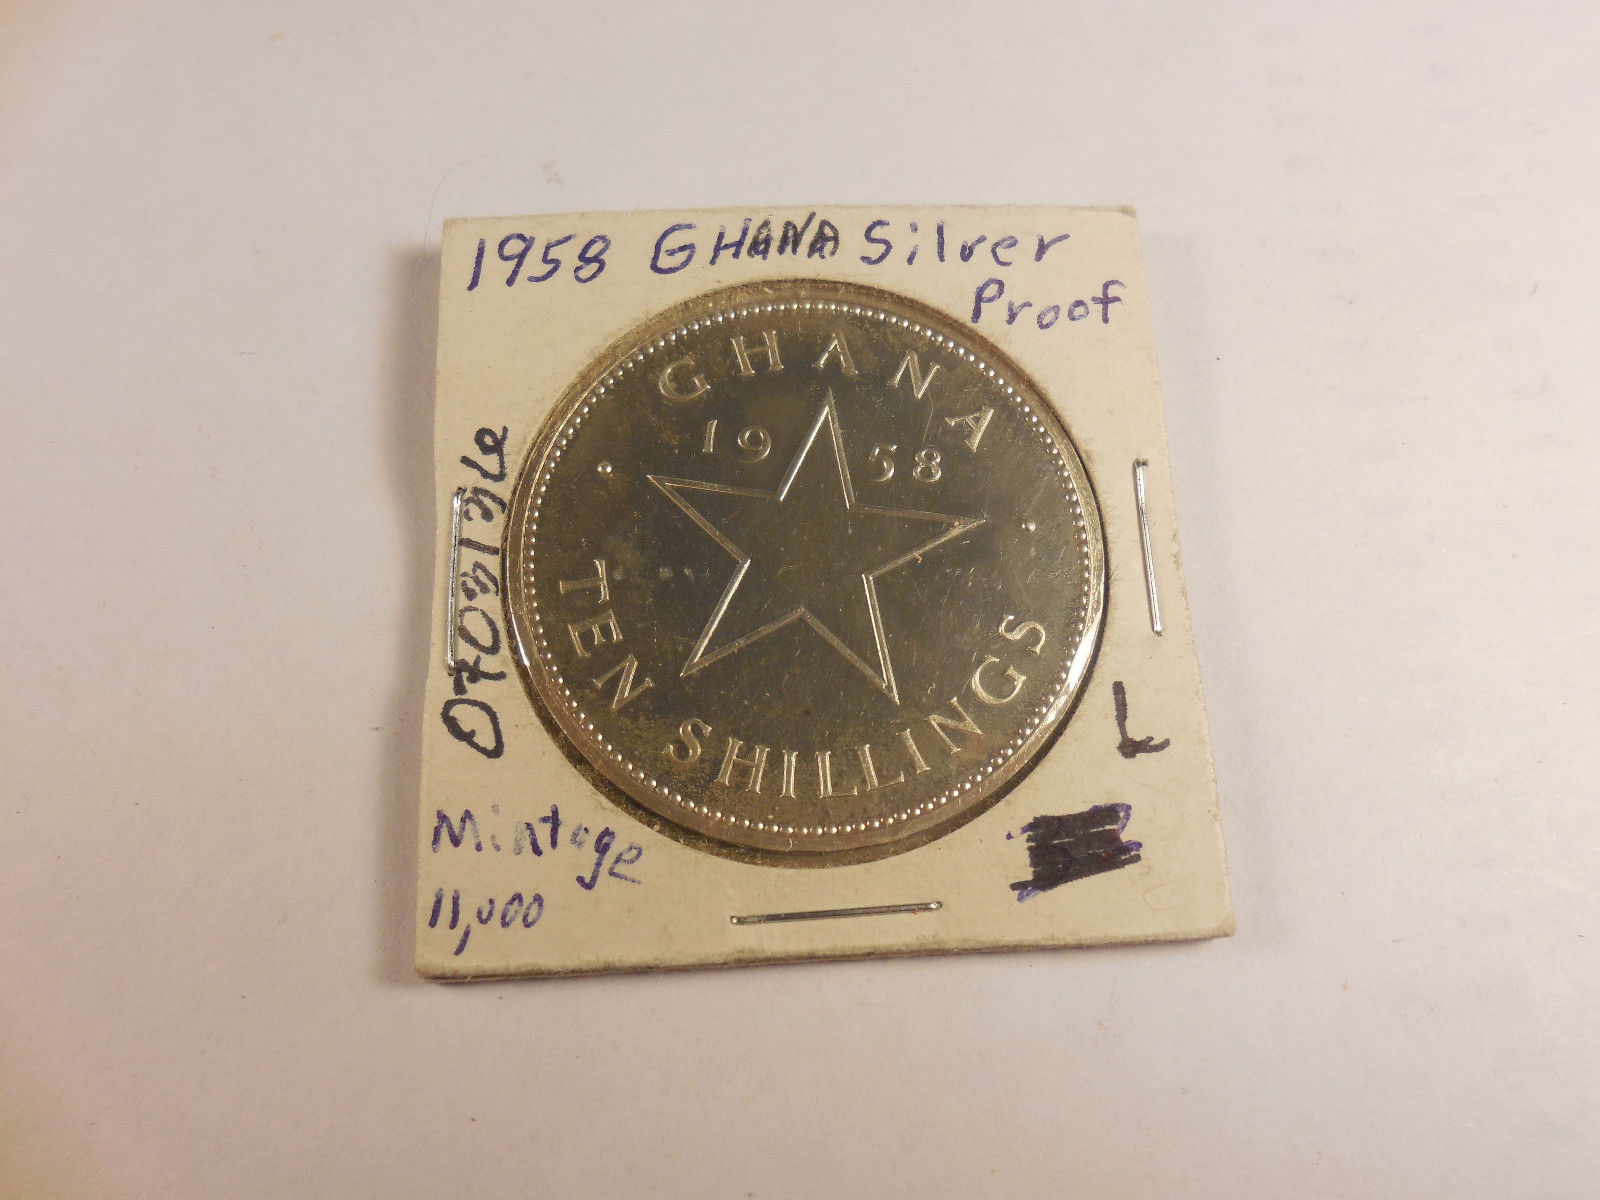 1958 GHANA Silver
Proof
GHANA
1958
TEN SHILLINGS
Mintage
11,000
L